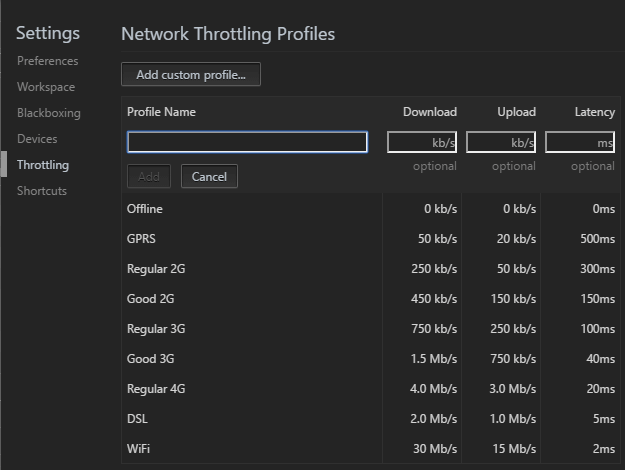 Settings
Preferences
Workspace
Blackboxing
Devices
Throttling
Shortcuts
Network Throttling Profiles
Add custom profile...
Profile Name Download Upload Latency
kb/s kb/s ms
optional optional optional
Add Cancel
Offline 0 kb/s 0 kb/s 0ms
GPRS 50 kb/s 20 kb/s 500ms
Regular 2G 250 kb/s 50 kb/s 300ms
Good 2G 450 kb/s 150 kb/s 150ms
Regular 3G 750 kb/s 250 kb/s 100ms
Good 3G 1.5 Mb/s 750 kb/s 40ms
Regular 4G 4.0 Mb/s 3.0 Mb/s 20ms
DSL 2.0 Mb/s 1.0 Mb/s 5ms
WiFi 30 Mb/s 15 Mb/s 2ms